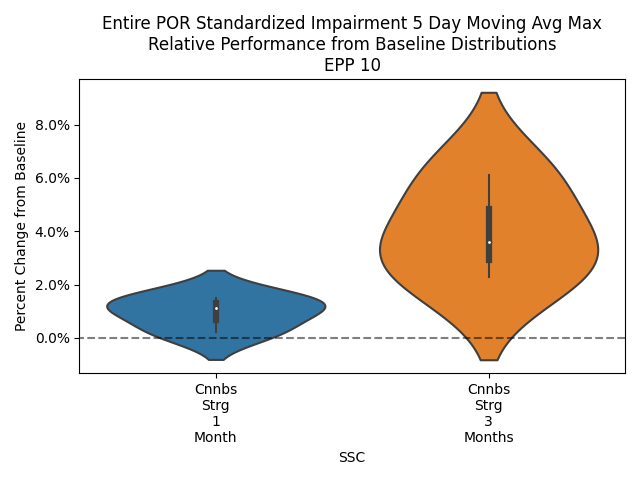 Entire POR Standardized Impairment 5 Day Moving Avg Max
Relative Performance from Baseline Distributions
EPP 10
Percent Change from Baseline
8.0%
6.0%
4.0%
2.0%
0.0%
Cnnbs
Strg
1
Month
Cnnbs
Strg
3
Months
SSC